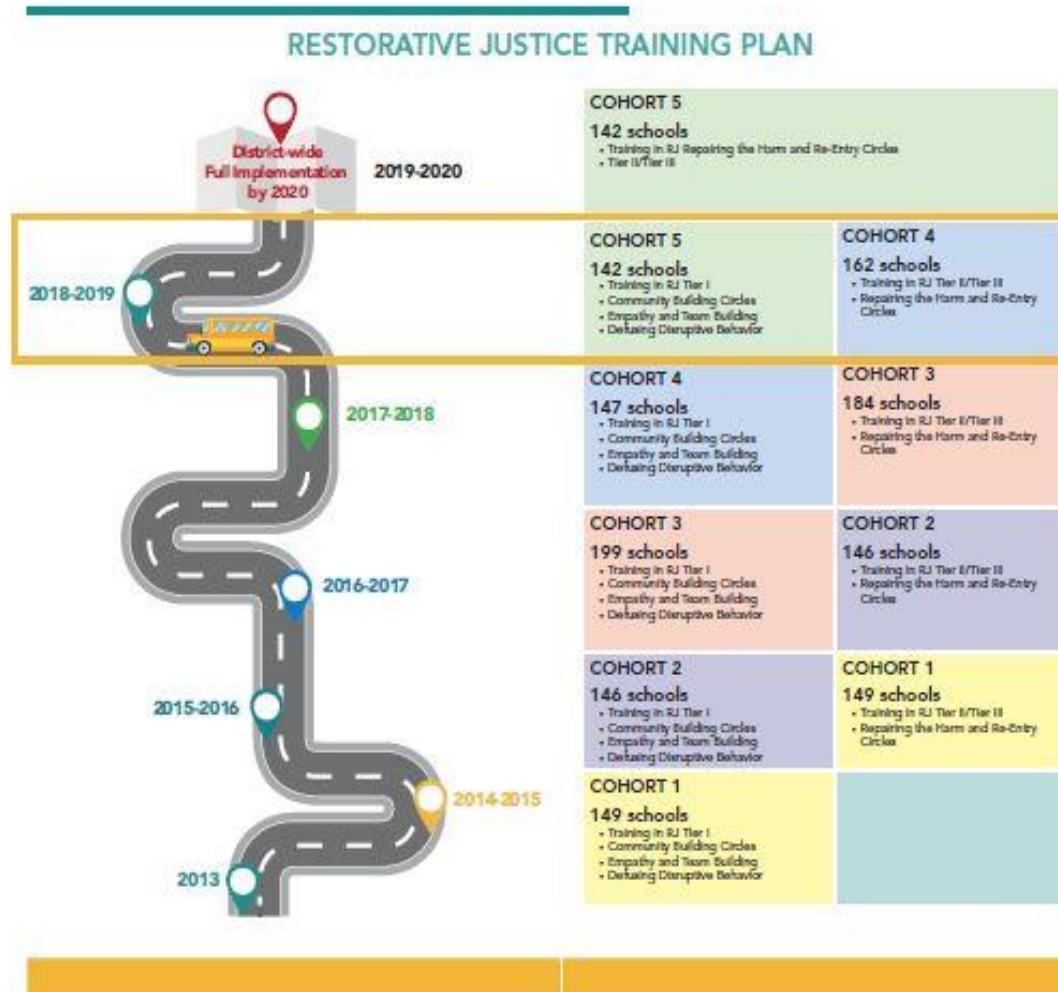 RESTORATIVE JUSTICE TRAINING PLAN
District-wide
Full Implementation
by 2020
2019-2020
COHORT 5
142 schools
• Training in RJ Repairing the Harm and Re-Entry Circles
• Tier II/Tier III
2018-2019
COHORT 5
142 schools
• Training in RJ Tier I
• Community Building Circles
• Empathy and Team Building
• Defusing Disruptive Behavior
COHORT 4
162 schools
• Training in RJ Tier II/Tier III
• Repairing the Harm and Re-Entry
Circles
2017-2018
COHORT 4
147 schools
• Training in RJ Tier I
• Community Building Circles
• Empathy and Team Building
• Defusing Disruptive Behavior
COHORT 3
184 schools
• Training in RJ Tier II/Tier III
• Repairing the Harm and Re-Entry
Circles
2016-2017
COHORT 3
199 schools
• Training in RJ Tier I
• Community Building Circles
• Empathy and Team Building
• Defusing Disruptive Behavior
COHORT 2
146 schools
• Training in RJ Tier II/Tier III
• Repairing the Harm and Re-Entry
Circles
2015-2016
COHORT 2
146 schools
• Training in RJ Tier I
• Community Building Circles
• Empathy and Team Building
• Defusing Disruptive Behavior
COHORT 1
149 schools
• Training in RJ Tier II/Tier III
• Repairing the Harm and Re-Entry
Circles
2014-2015
COHORT 1
149 schools
• Training in RJ Tier I
• Community Building Circles
• Empathy and Team Building
• Defusing Disruptive Behavior
2013